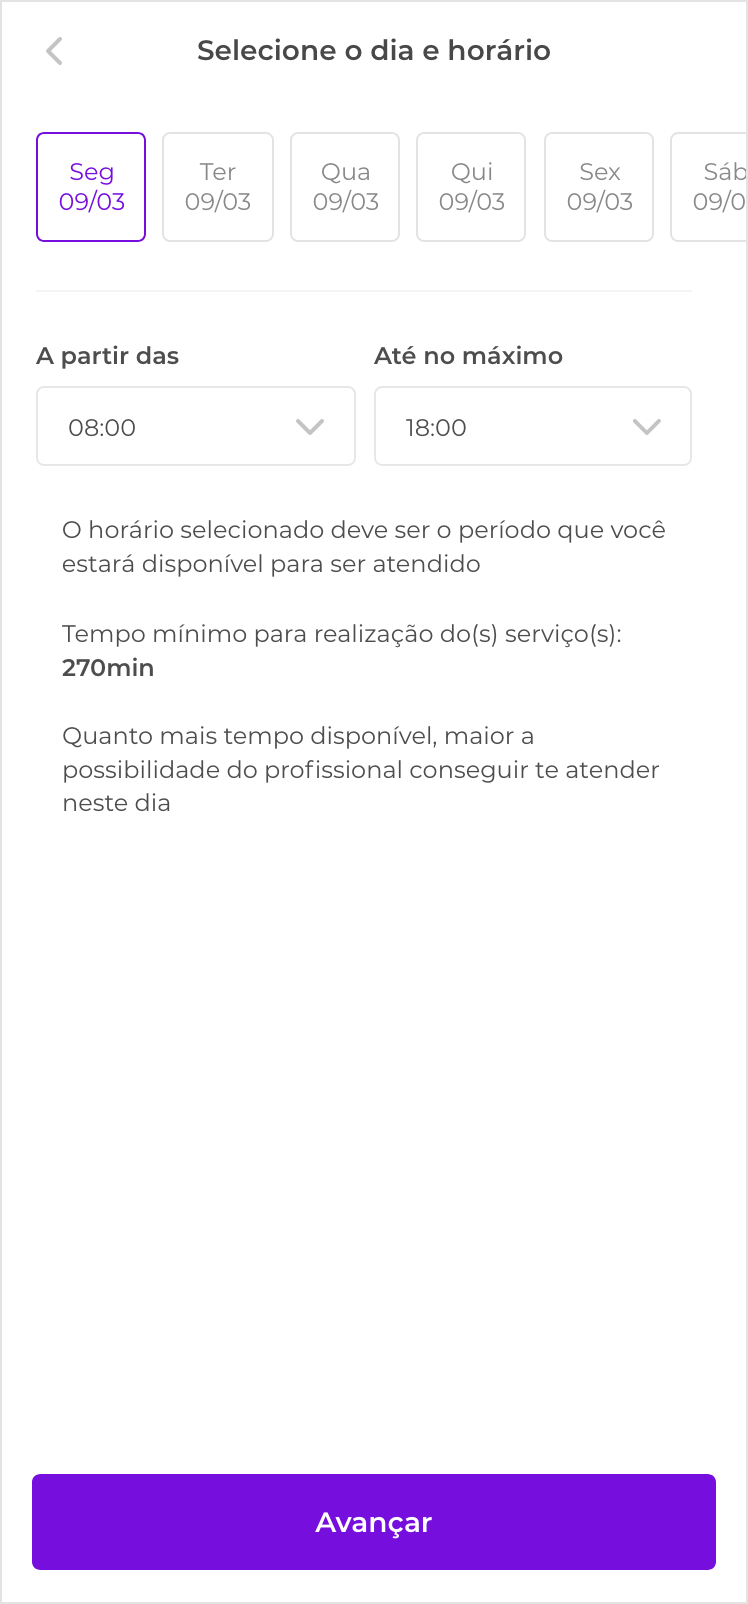 Selecione o dia e horário
Seg
09/03
Ter
09/03
Qua
09/03
Qui
09/03
Sex
09/03
Sáb
09/0
A partir das
Até no máximo
08:00
18:00
O horário selecionado deve ser o período que você
estará disponível para ser atendido
Tempo mínimo para realização do(s) serviço(s):
270min
Quanto mais tempo disponível, maior a
possibilidade do profissional conseguir te atender
neste dia
Avançar